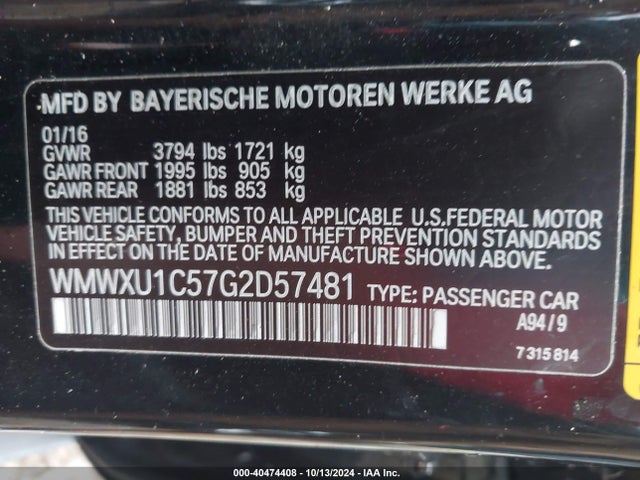 MFD BY BAYERISCHE MOTOREN WERKE AG
01/16
GVWR 3794 lbs 1721 kg
GAWR FRONT 1995 lbs 905 kg
GAWR REAR 1881 lbs 853 kg
THIS VEHICLE CONFORMS TO ALL APPLICABLE U.S.FEDERAL MOTOR
VEHICLE SAFETY, BUMPER AND THEFT PREVENTION STANDARDS
IN EFFECT ON THE DATE OF MANUFACTURE SHOWN ABOVE.
WMWXU1C57G2D57481 TYPE: PASSENGER CAR
A94/9
7315814
000-40474408 - 10/13/2024 - IAA Inc.